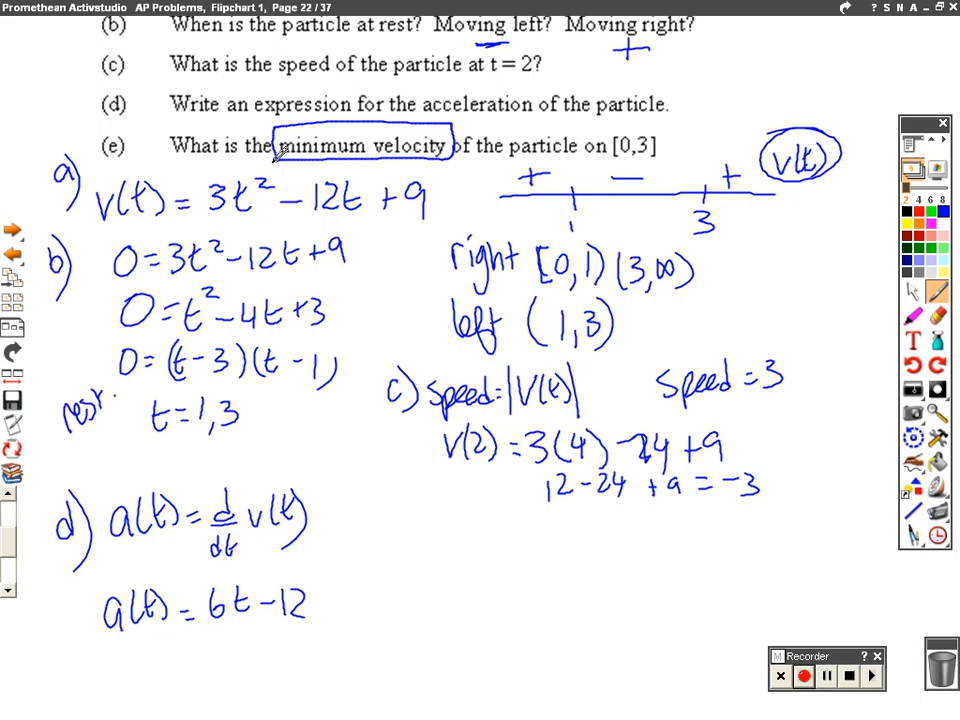 Promethean Activstudio AP Problems, Flipchart 1, Page 22 / 37
? S N A
(b) When is the particle at rest? Moving left? Moving right?
+
(c) What is the speed of the particle at t = 2?
(d) Write an expression for the acceleration of the particle.
(e) What is the minimum velocity of the particle on [0,3]
+ − + v(t)
1 3
a) v(t) = 3t² − 12t + 9
b) 0 = 3t² − 12t + 9
0 = t² − 4t + 3
0 = (t − 3)(t − 1)
rest t = 1, 3
right [0, 1) (3, ∞)
left (1, 3)
c) speed = |v(t)| speed = 3
v(2) = 3(4) − 24 + 9
12 − 24 + 9 = −3
d) a(t) = d/dt v(t)
a(t) = 6t − 12
2 4 6 8
T
M Recorder ?